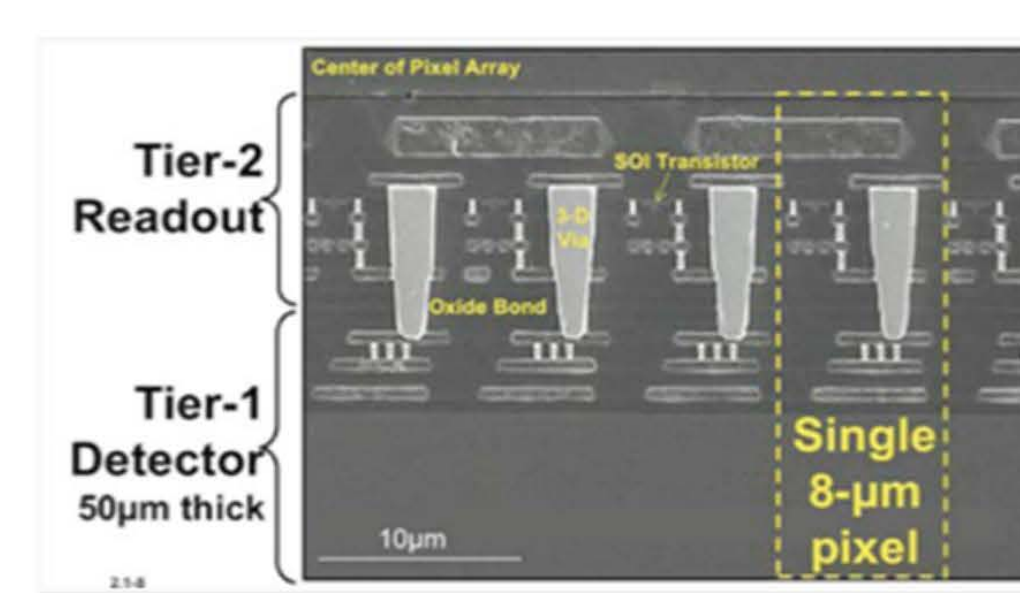 Center of Pixel Array
Tier-2
Readout
SOI Transistor
3-D
Via
Oxide Bond
Tier-1
Detector
50µm thick
Single
8-µm
pixel
10µm
2.1-8